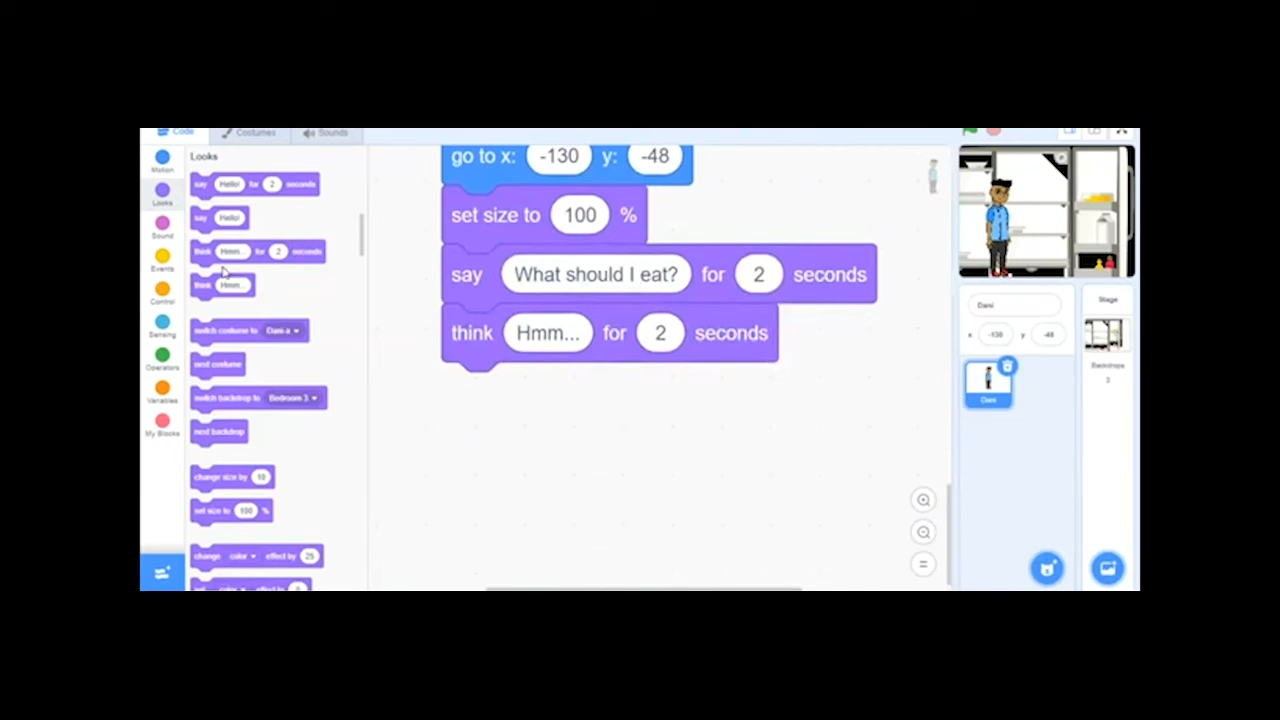 Code Costumes Sounds
Motion
Looks
Sound
Events
Control
Sensing
Operators
Variables
My Blocks
Looks
say Hello! for 2 seconds
say Hello!
think Hmm... for 2 seconds
think Hmm...
switch costume to Dani-a
next costume
switch backdrop to Bedroom 3
next backdrop
change size by 10
set size to 100 %
change color effect by 25
go to x: -130 y: -48
set size to 100 %
say What should I eat? for 2 seconds
think Hmm... for 2 seconds
Dani
x -130 y -48
Dani
Stage
Backdrops
3